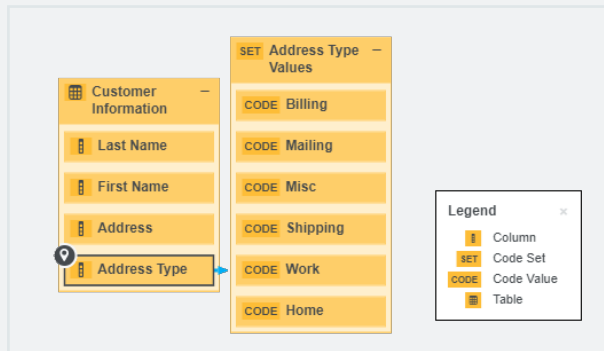 Customer
Information
Last Name
First Name
Address
Address Type
SET Address Type
Values
CODE Billing
CODE Mailing
CODE Misc
CODE Shipping
CODE Work
CODE Home
Legend
Column
SET Code Set
CODE Code Value
Table